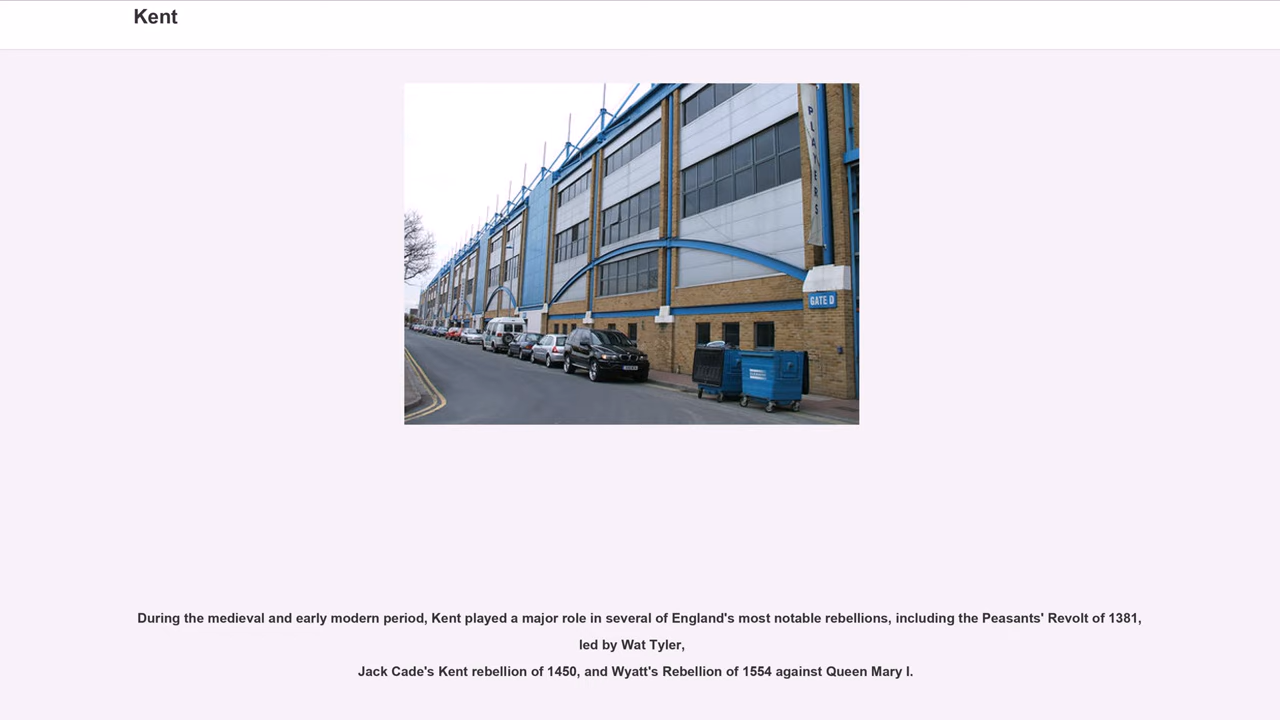 Kent
PLAYERS
GATE D
During the medieval and early modern period, Kent played a major role in several of England's most notable rebellions, including the Peasants' Revolt of 1381,
led by Wat Tyler,
Jack Cade's Kent rebellion of 1450, and Wyatt's Rebellion of 1554 against Queen Mary I.